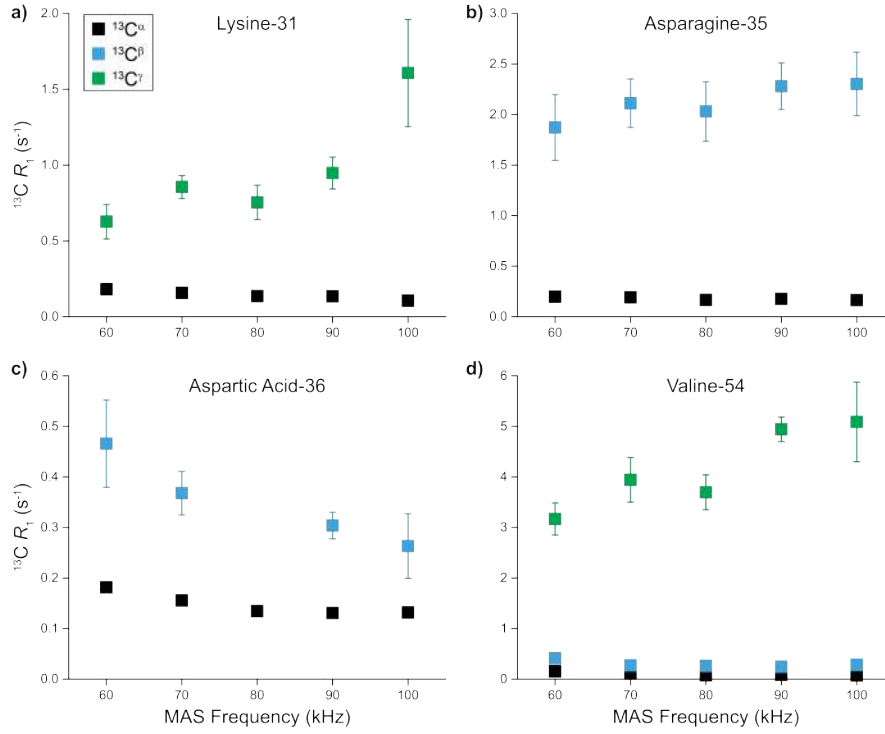 a)
Lysine-31
¹³Cᵅ
¹³Cᵝ
¹³Cᵞ
¹³C R₁ (s⁻¹)
2.0
1.5
1.0
0.5
0.0
60 70 80 90 100
b)
Asparagine-35
3.0
2.5
2.0
1.5
1.0
0.5
0.0
60 70 80 90 100
c)
Aspartic Acid-36
¹³C R₁ (s⁻¹)
0.6
0.5
0.4
0.3
0.2
0.1
0.0
60 70 80 90 100
MAS Frequency (kHz)
d)
Valine-54
6
5
4
3
2
1
0
60 70 80 90 100
MAS Frequency (kHz)